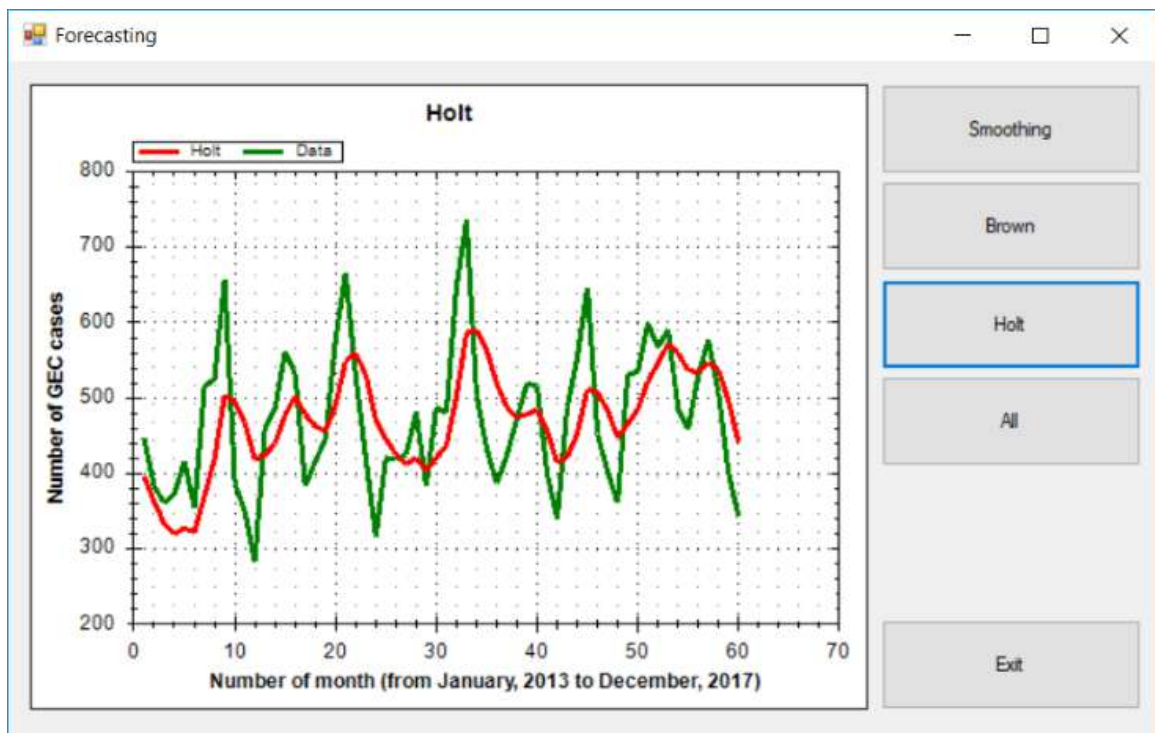 Forecasting
Holt
Holt Data
800
700
600
500
400
300
200
0 10 20 30 40 50 60 70
Number of GEC cases
Number of month (from January, 2013 to December, 2017)
Smoothing
Brown
Holt
All
Exit